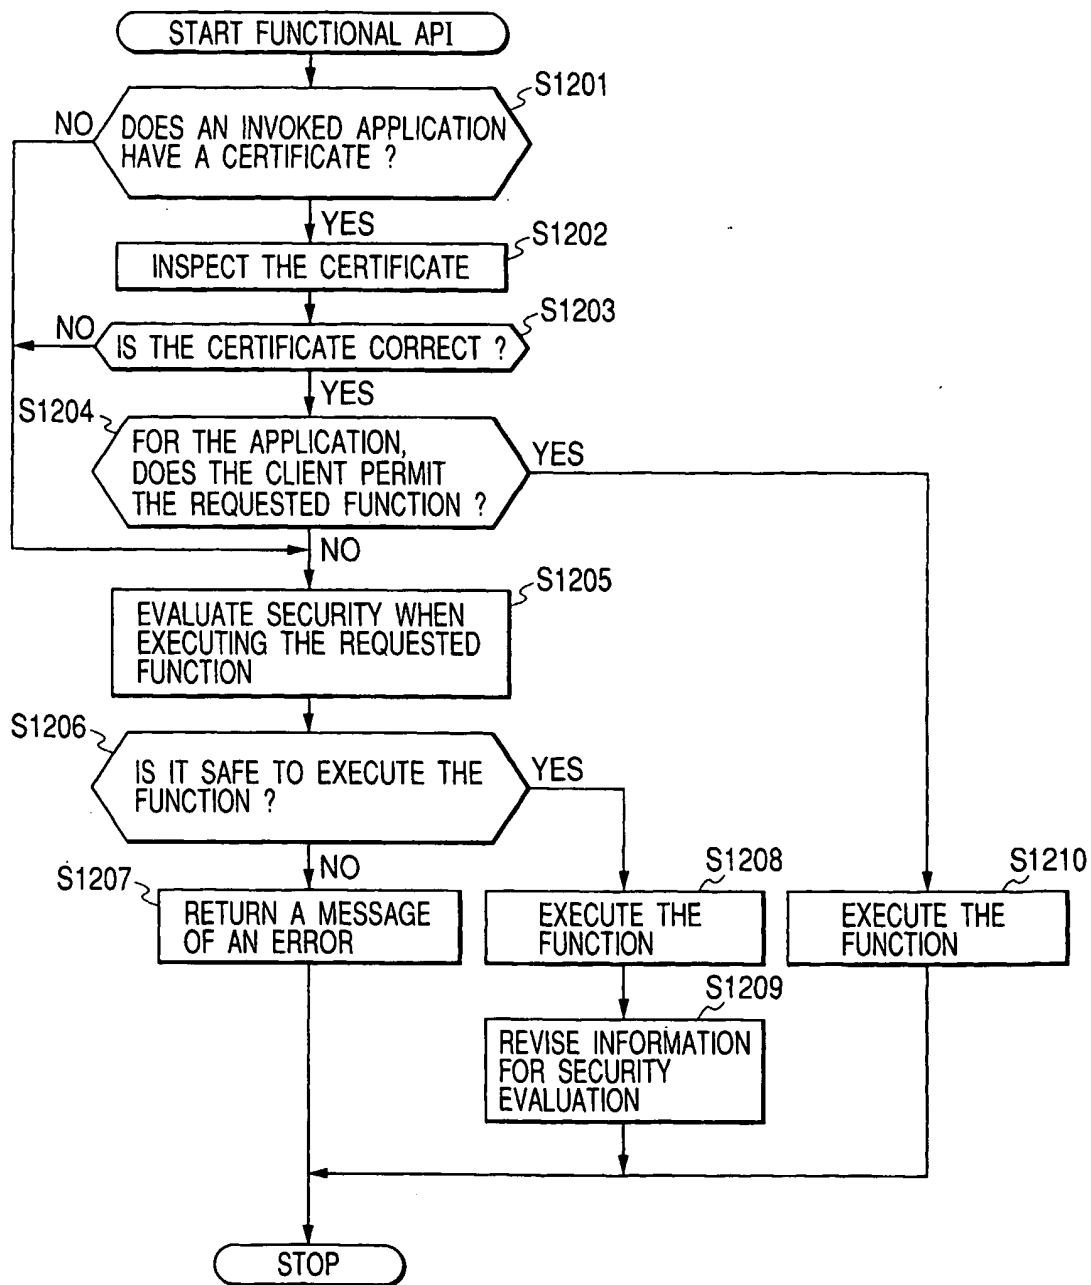 START FUNCTIONAL API
S1201
NO
DOES AN INVOKED APPLICATION
HAVE A CERTIFICATE ?
YES
S1202
INSPECT THE CERTIFICATE
S1203
NO
IS THE CERTIFICATE CORRECT ?
YES
S1204
FOR THE APPLICATION,
DOES THE CLIENT PERMIT
THE REQUESTED FUNCTION ?
YES
NO
S1205
EVALUATE SECURITY WHEN
EXECUTING THE REQUESTED
FUNCTION
S1206
IS IT SAFE TO EXECUTE THE
FUNCTION ?
YES
NO
S1207
RETURN A MESSAGE
OF AN ERROR
S1208
EXECUTE THE
FUNCTION
S1210
EXECUTE THE
FUNCTION
S1209
REVISE INFORMATION
FOR SECURITY
EVALUATION
STOP